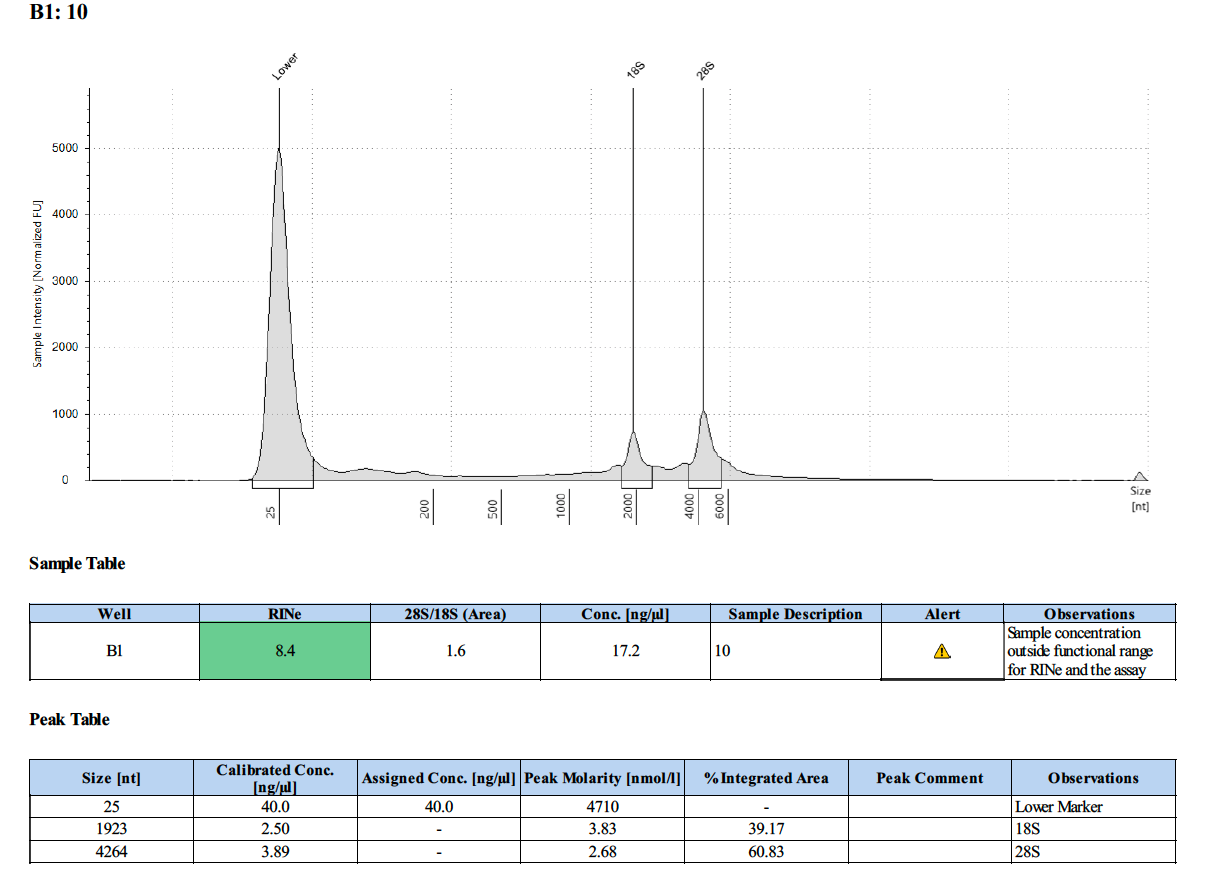 B1: 10
Lower
18S
28S
Sample Intensity [Normalized FU]
5000
4000
3000
2000
1000
0
25
200
500
1000
2000
4000
6000
Size
[nt]
Sample Table
Well RINe 28S/18S (Area) Conc. [ng/µl] Sample Description Alert Observations
B1 8.4 1.6 17.2 10 Sample concentration
outside functional range
for RINe and the assay
Peak Table
Size [nt] Calibrated Conc. [ng/µl] Assigned Conc. [ng/µl] Peak Molarity [nmol/l] % Integrated Area Peak Comment Observations
25 40.0 40.0 4710 - Lower Marker
1923 2.50 - 3.83 39.17 18S
4264 3.89 - 2.68 60.83 28S